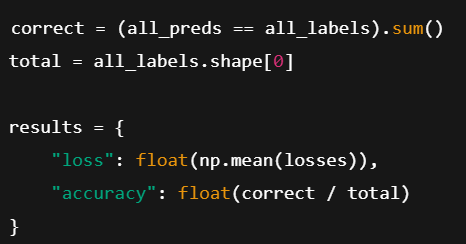 correct = (all_preds == all_labels).sum()
total = all_labels.shape[0]

results = {
    "loss": float(np.mean(losses)),
    "accuracy": float(correct / total)
}